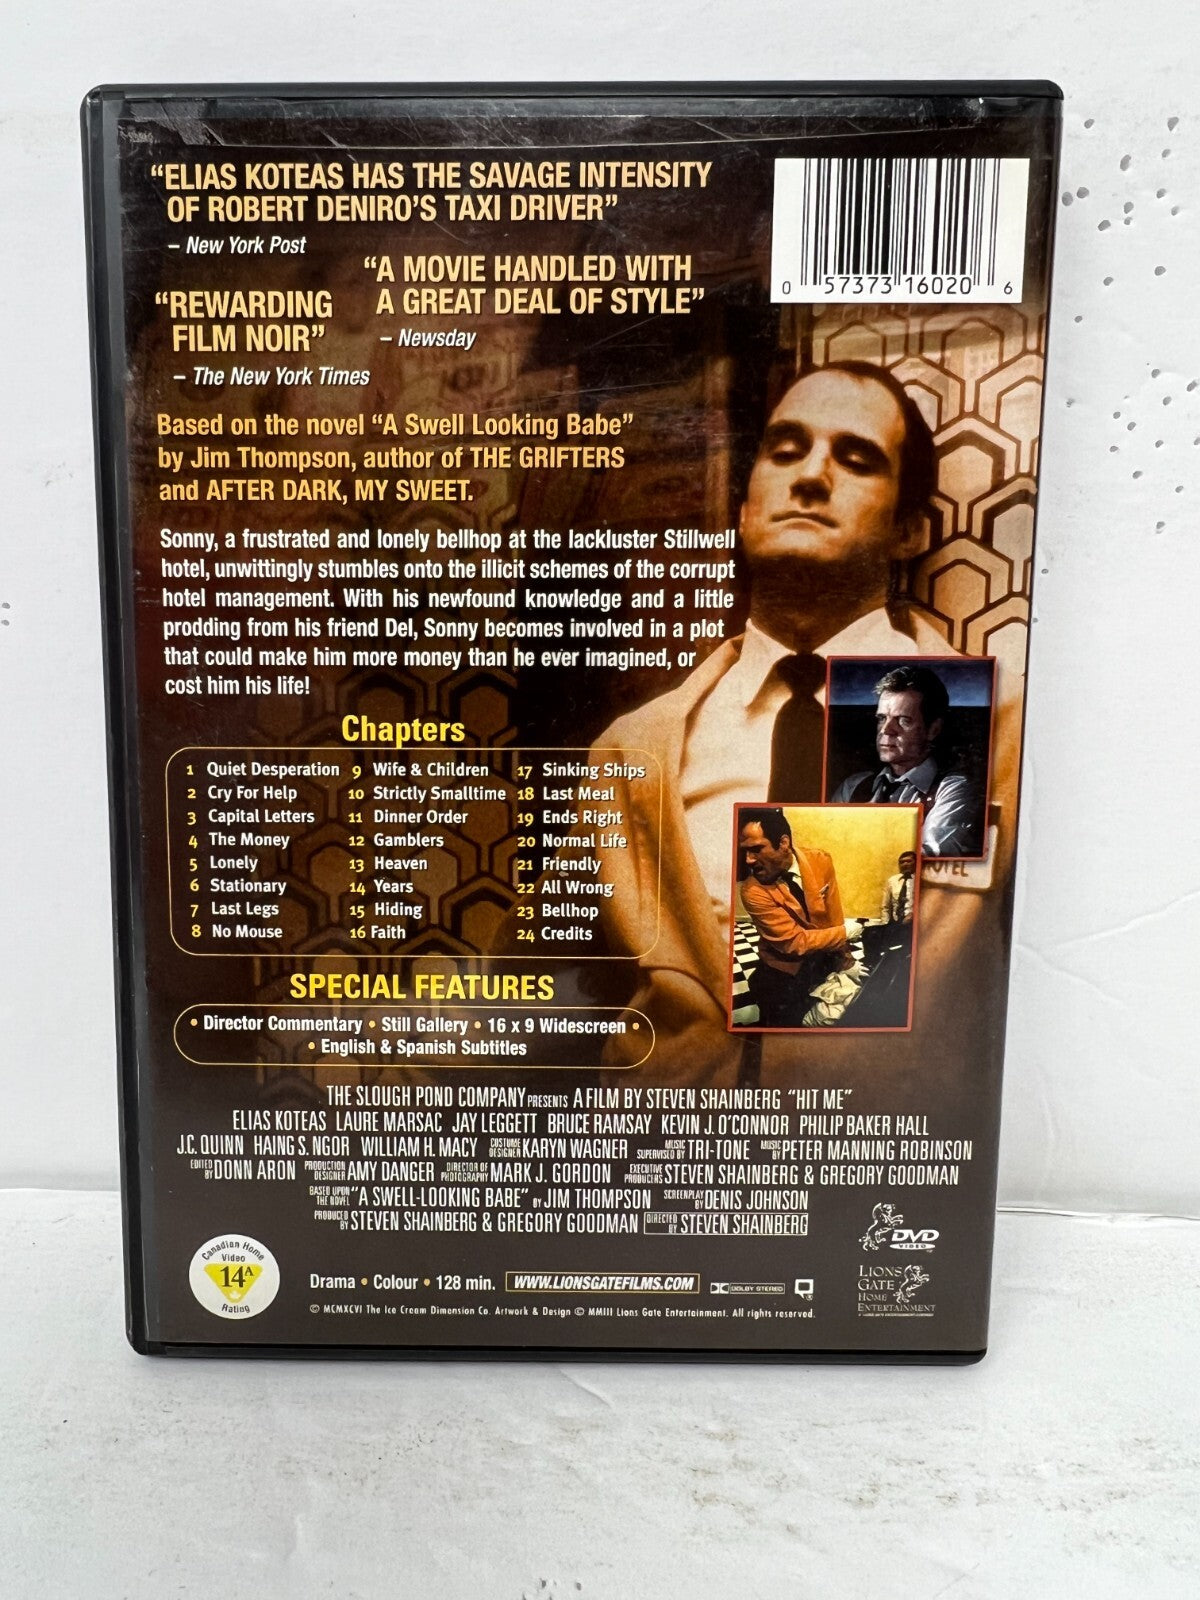 "ELIAS KOTEAS HAS THE SAVAGE INTENSITY
OF ROBERT DENIRO'S TAXI DRIVER"
– New York Post
"A MOVIE HANDLED WITH
A GREAT DEAL OF STYLE"
– Newsday
"REWARDING
FILM NOIR"
– The New York Times
0 57373 16020 6
Based on the novel "A Swell Looking Babe"
by Jim Thompson, author of THE GRIFTERS
and AFTER DARK, MY SWEET.
Sonny, a frustrated and lonely bellhop at the lackluster Stillwell
hotel, unwittingly stumbles onto the illicit schemes of the corrupt
hotel management. With his newfound knowledge and a little
prodding from his friend Del, Sonny becomes involved in a plot
that could make him more money than he ever imagined, or
cost him his life!
Chapters
1 Quiet Desperation
2 Cry For Help
3 Capital Letters
4 The Money
5 Lonely
6 Stationary
7 Last Legs
8 No Mouse
9 Wife & Children
10 Strictly Smalltime
11 Dinner Order
12 Gamblers
13 Heaven
14 Years
15 Hiding
16 Faith
17 Sinking Ships
18 Last Meal
19 Ends Right
20 Normal Life
21 Friendly
22 All Wrong
23 Bellhop
24 Credits
HOTEL
SPECIAL FEATURES
• Director Commentary • Still Gallery • 16 x 9 Widescreen •
• English & Spanish Subtitles
THE SLOUGH POND COMPANY PRESENTS A FILM BY STEVEN SHAINBERG "HIT ME"
ELIAS KOTEAS LAURE MARSAC JAY LEGGETT BRUCE RAMSAY KEVIN J. O'CONNOR PHILIP BAKER HALL
J.C. QUINN HAING S. NGOR WILLIAM H. MACY COSTUME DESIGNER KARYN WAGNER MUSIC SUPERVISED BY TRI-TONE MUSIC BY PETER MANNING ROBINSON
EDITED BY DONN ARON PRODUCTION DESIGNER AMY DANGER DIRECTOR OF PHOTOGRAPHY MARK J. GORDON EXECUTIVE PRODUCERS STEVEN SHAINBERG & GREGORY GOODMAN
BASED UPON THE NOVEL "A SWELL-LOOKING BABE" BY JIM THOMPSON SCREENPLAY BY DENIS JOHNSON
PRODUCED BY STEVEN SHAINBERG & GREGORY GOODMAN DIRECTED BY STEVEN SHAINBERG
Canadian Home
Video
14A
Rating
Drama • Colour • 128 min. WWW.LIONSGATEFILMS.COM DOLBY STEREO
© MCMXCVI The Ice Cream Dimension Co. Artwork & Design © MMIII Lions Gate Entertainment. All rights reserved.
DVD
VIDEO
LIONS
GATE
HOME
ENTERTAINMENT